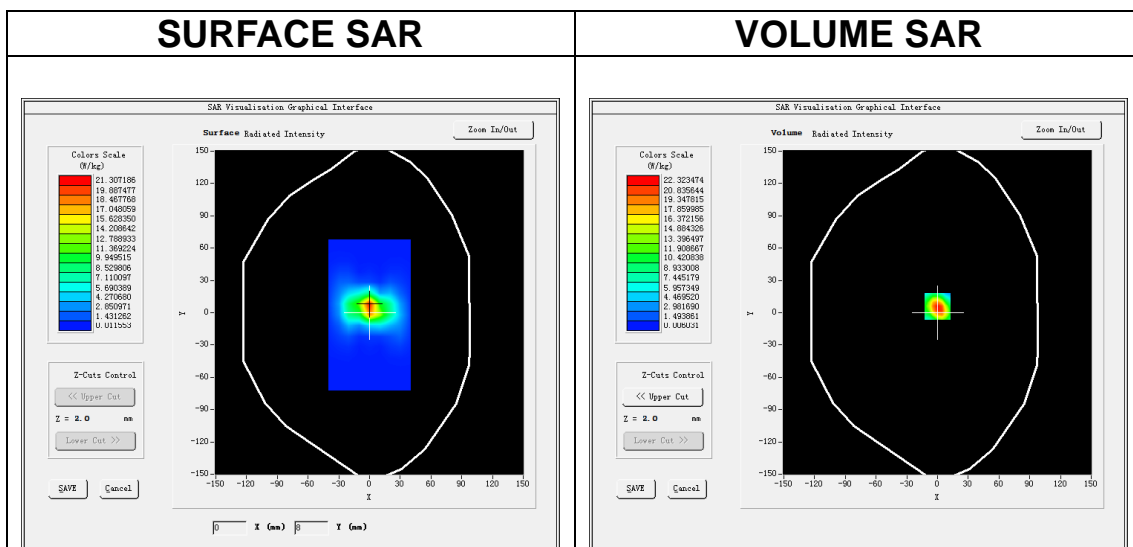 SURFACE SAR
VOLUME SAR
SAR Visualisation Graphical Interface
Surface Radiated Intensity
Zoom In/Out
Colors Scale
(W/kg)
21.307186
19.887477
18.467768
17.048059
15.628350
14.208642
12.788933
11.369224
9.949515
8.529806
7.110097
5.690389
4.270680
2.850971
1.431262
0.011553
150
120
90
60
30
0
-30
-60
-90
-120
-150
Y
-150 -120 -90 -60 -30 0 30 60 90 120 150
X
Z-Cuts Control
<< Upper Cut
Z = 2.0 mm
Lower Cut >>
SAVE Cancel
0 X (mm) 8 Y (mm)
SAR Visualisation Graphical Interface
Volume Radiated Intensity
Zoom In/Out
Colors Scale
(W/kg)
22.323474
20.835644
19.347815
17.859985
16.372156
14.884326
13.396497
11.908667
10.420838
8.933008
7.445179
5.957349
4.469520
2.981690
1.493861
0.006031
150
120
90
60
30
0
-30
-60
-90
-120
-150
Y
-150 -120 -90 -60 -30 0 30 60 90 120 150
X
Z-Cuts Control
<< Upper Cut
Z = 2.0 mm
Lower Cut >>
SAVE Cancel